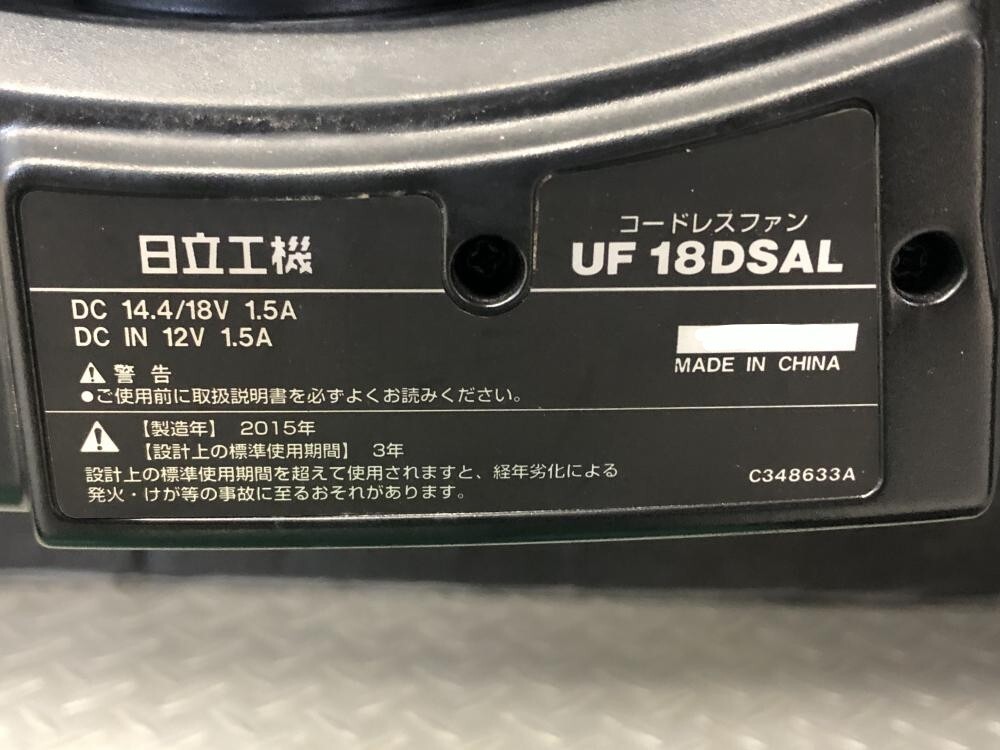 日立工機
コードレスファン
UF 18DSAL
DC 14.4/18V 1.5A
DC IN 12V 1.5A
MADE IN CHINA
警告
●ご使用前に取扱説明書を必ずよくお読みください。
【製造年】 2015年
【設計上の標準使用期間】 3年
設計上の標準使用期間を超えて使用されますと、経年劣化による
発火・けが等の事故に至るおそれがあります。
C348633A